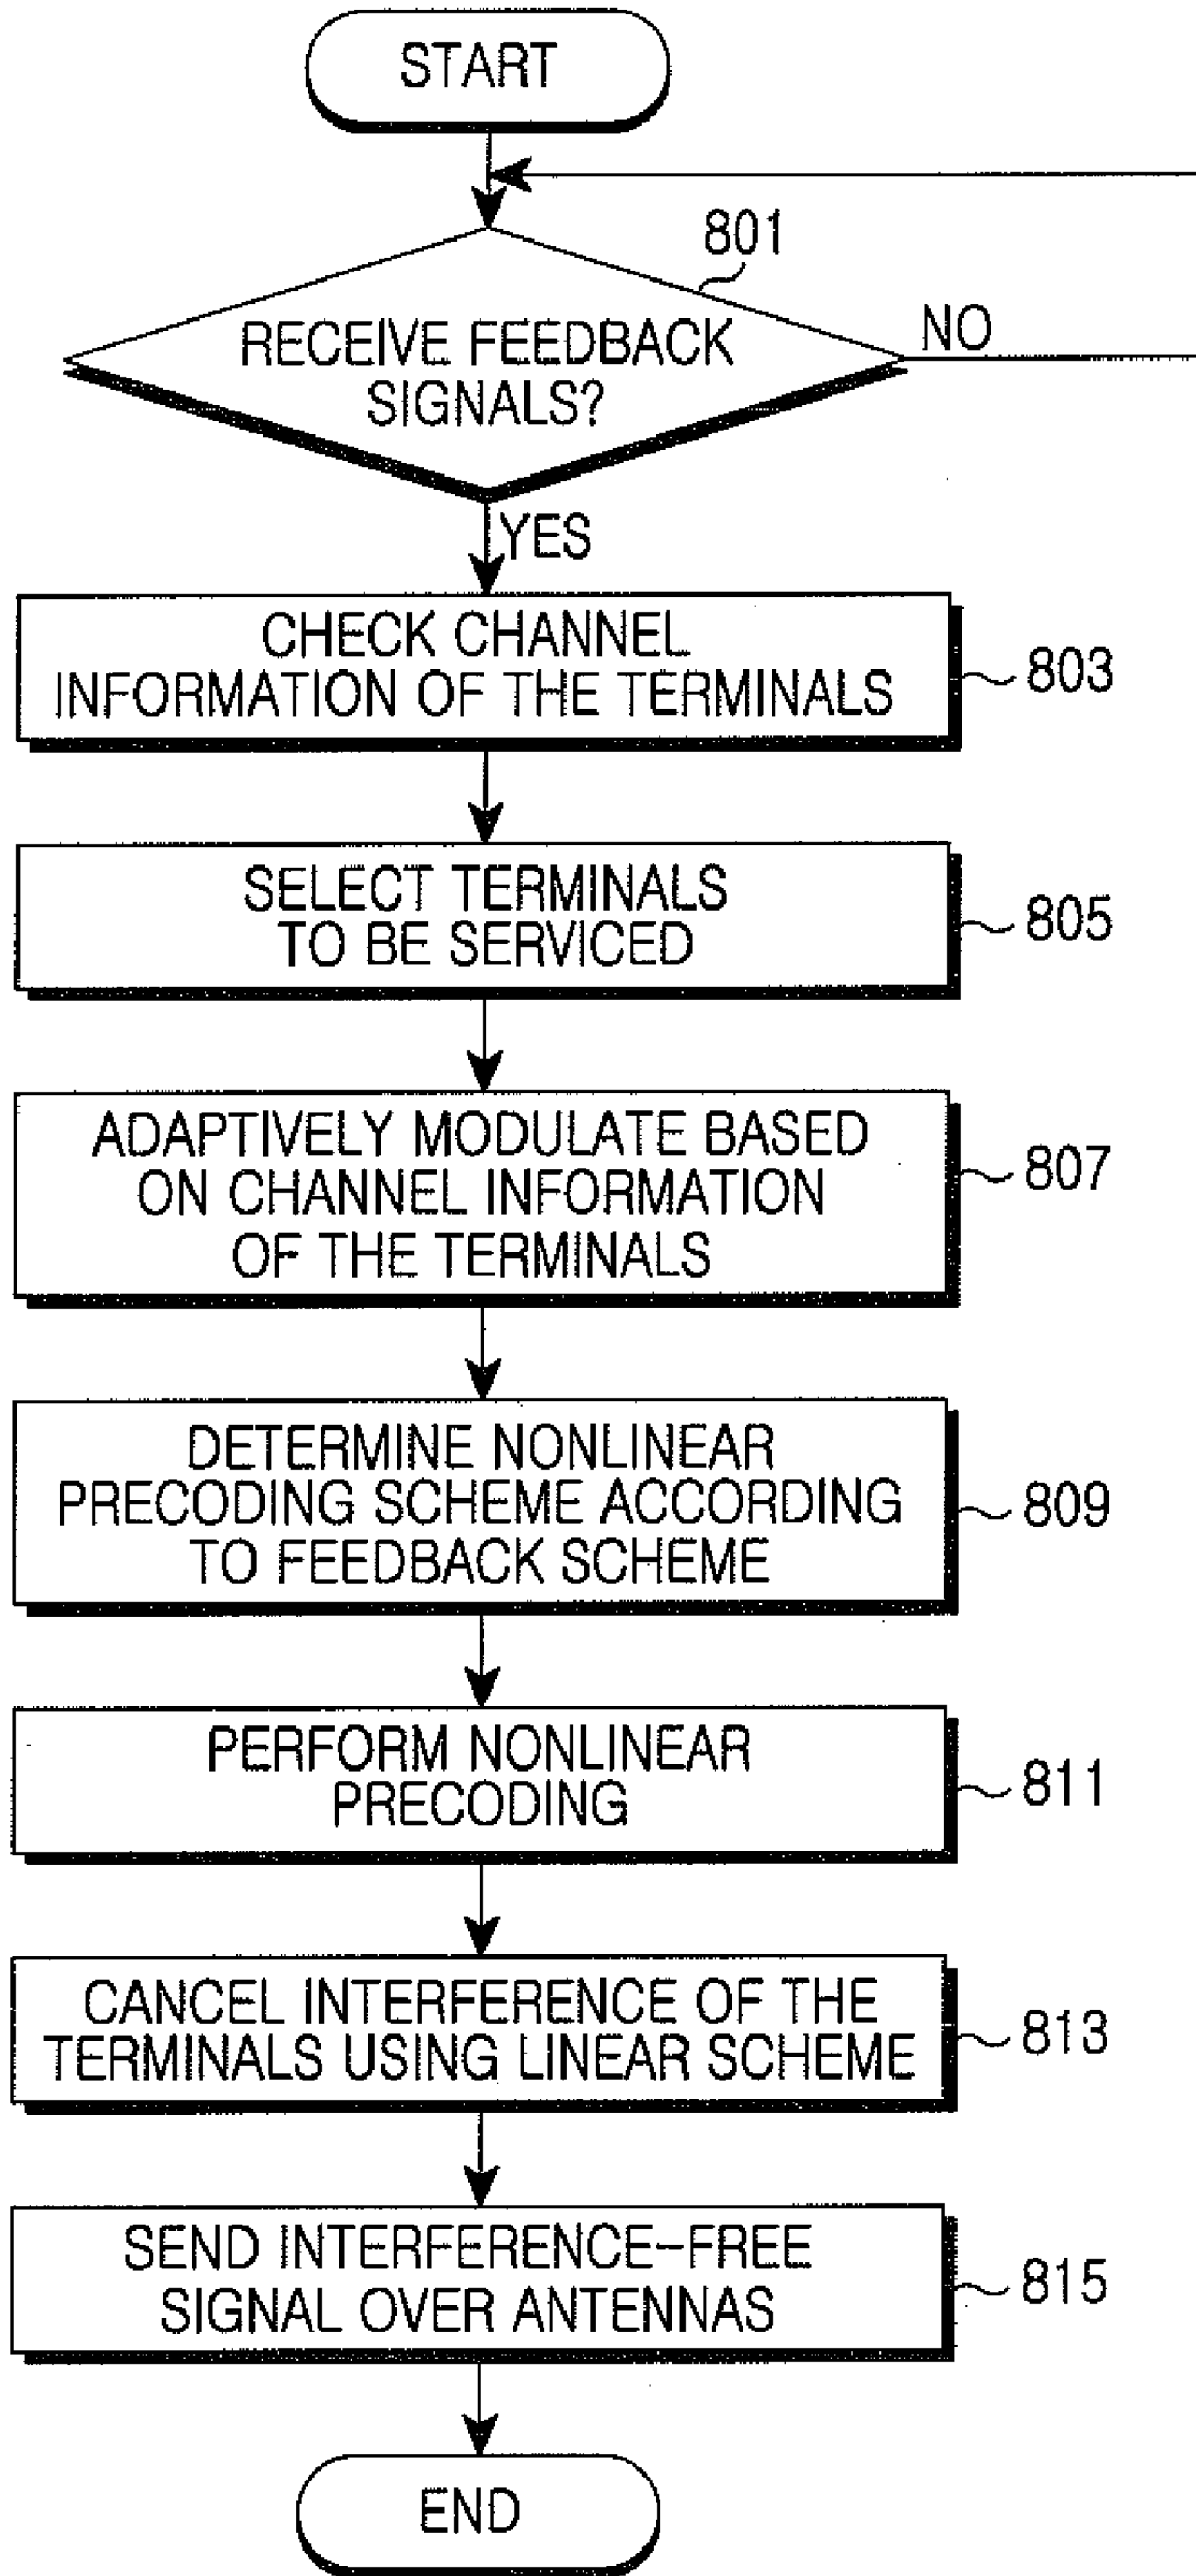 START
801
RECEIVE FEEDBACK
SIGNALS?
NO
YES
CHECK CHANNEL
INFORMATION OF THE TERMINALS
803
SELECT TERMINALS
TO BE SERVICED
805
ADAPTIVELY MODULATE BASED
ON CHANNEL INFORMATION
OF THE TERMINALS
807
DETERMINE NONLINEAR
PRECODING SCHEME ACCORDING
TO FEEDBACK SCHEME
809
PERFORM NONLINEAR
PRECODING
811
CANCEL INTERFERENCE OF THE
TERMINALS USING LINEAR SCHEME
813
SEND INTERFERENCE-FREE
SIGNAL OVER ANTENNAS
815
END